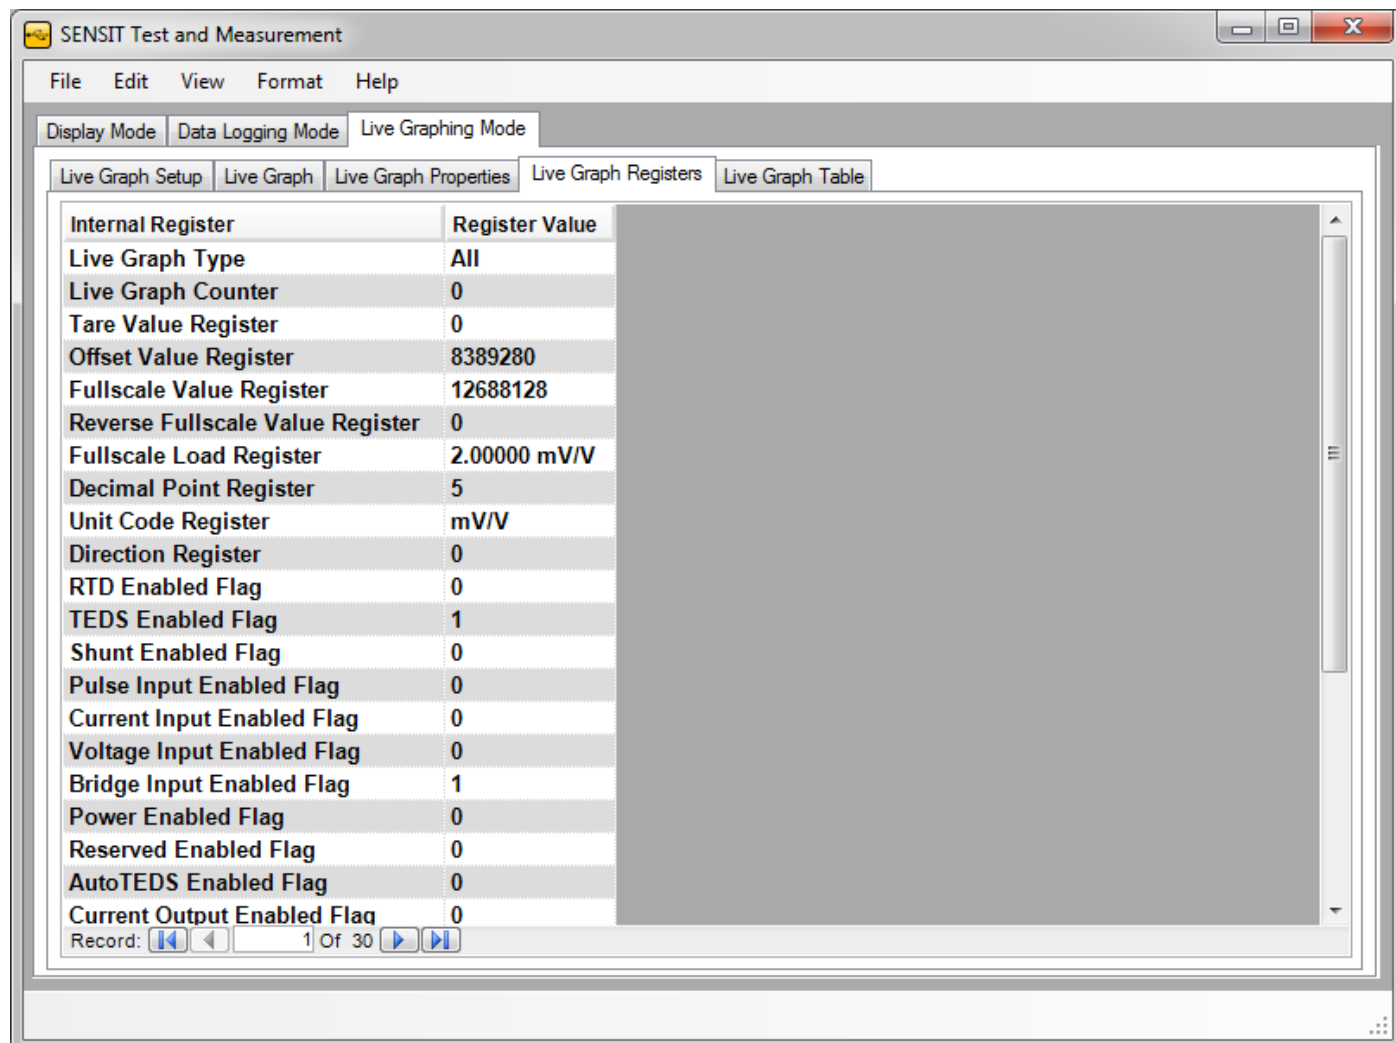 SENSIT Test and Measurement
File Edit View Format Help
Display Mode Data Logging Mode Live Graphing Mode
Live Graph Setup Live Graph Live Graph Properties Live Graph Registers Live Graph Table
Internal Register Register Value
Live Graph Type All
Live Graph Counter 0
Tare Value Register 0
Offset Value Register 8389280
Fullscale Value Register 12688128
Reverse Fullscale Value Register 0
Fullscale Load Register 2.00000 mV/V
Decimal Point Register 5
Unit Code Register mV/V
Direction Register 0
RTD Enabled Flag 0
TEDS Enabled Flag 1
Shunt Enabled Flag 0
Pulse Input Enabled Flag 0
Current Input Enabled Flag 0
Voltage Input Enabled Flag 0
Bridge Input Enabled Flag 1
Power Enabled Flag 0
Reserved Enabled Flag 0
AutoTEDS Enabled Flag 0
Current Output Enabled Flag 0
Record: 1 Of 30